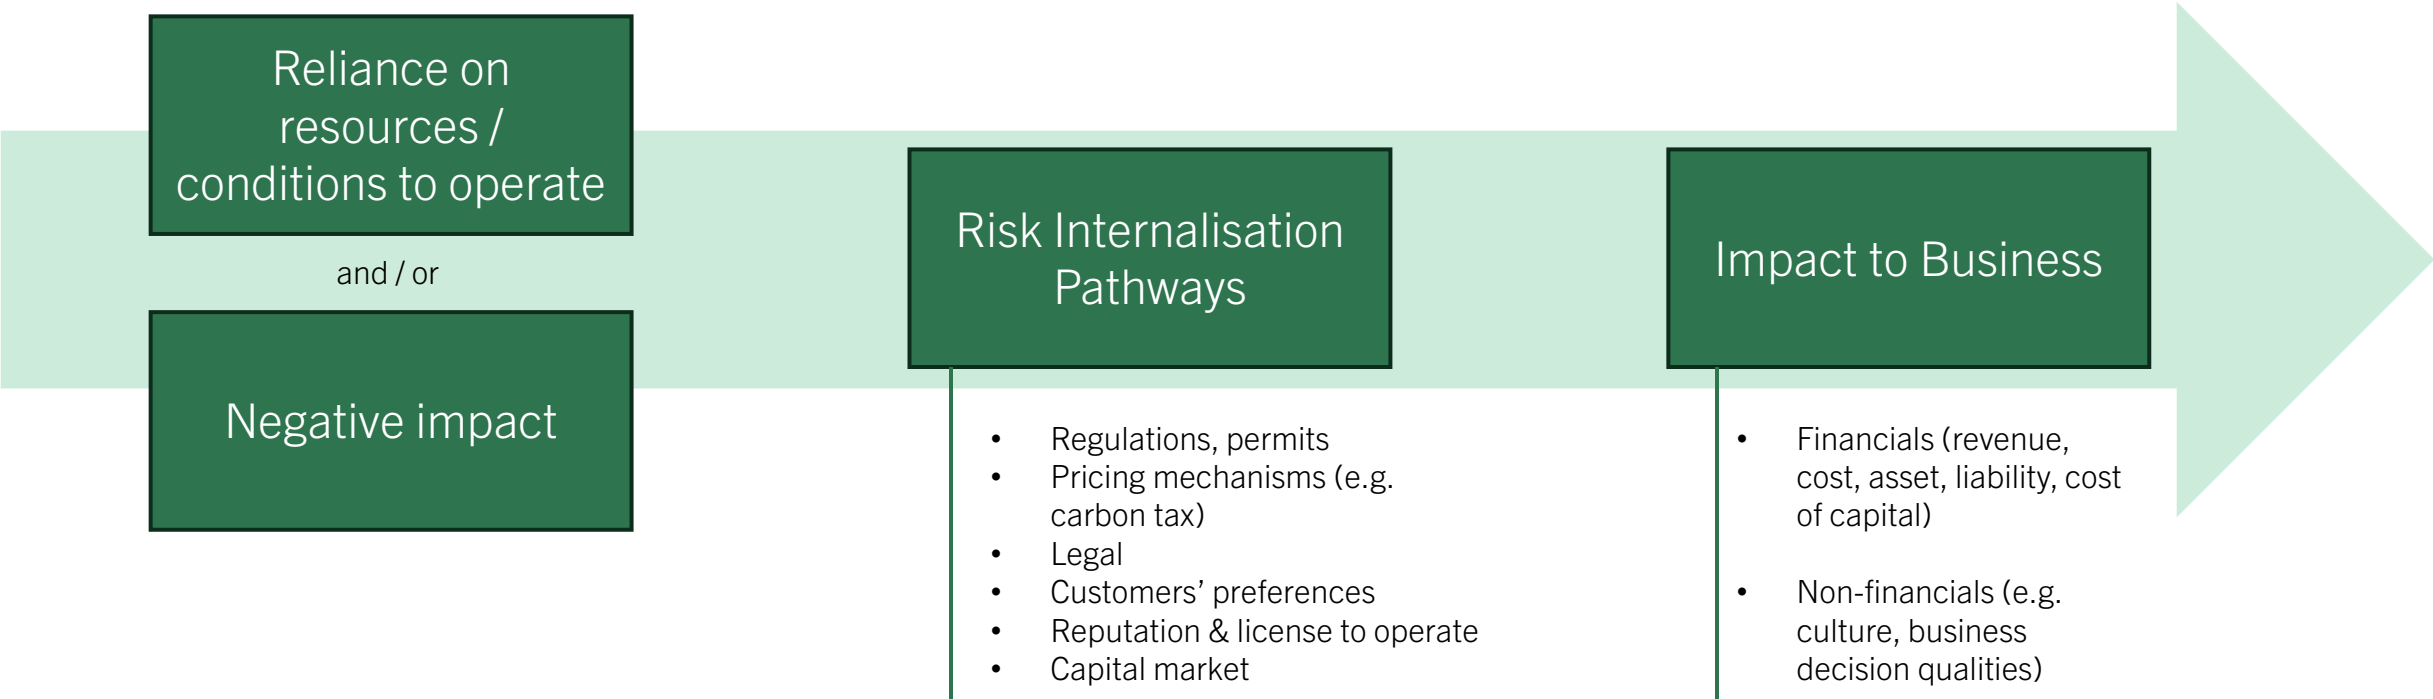 Reliance on
resources /
conditions to operate
and / or
Negative impact
Risk Internalisation
Pathways
• Regulations, permits
• Pricing mechanisms (e.g.
carbon tax)
• Legal
• Customers’ preferences
• Reputation & license to operate
• Capital market
Impact to Business
• Financials (revenue,
cost, asset, liability, cost
of capital)
• Non-financials (e.g.
culture, business
decision qualities)